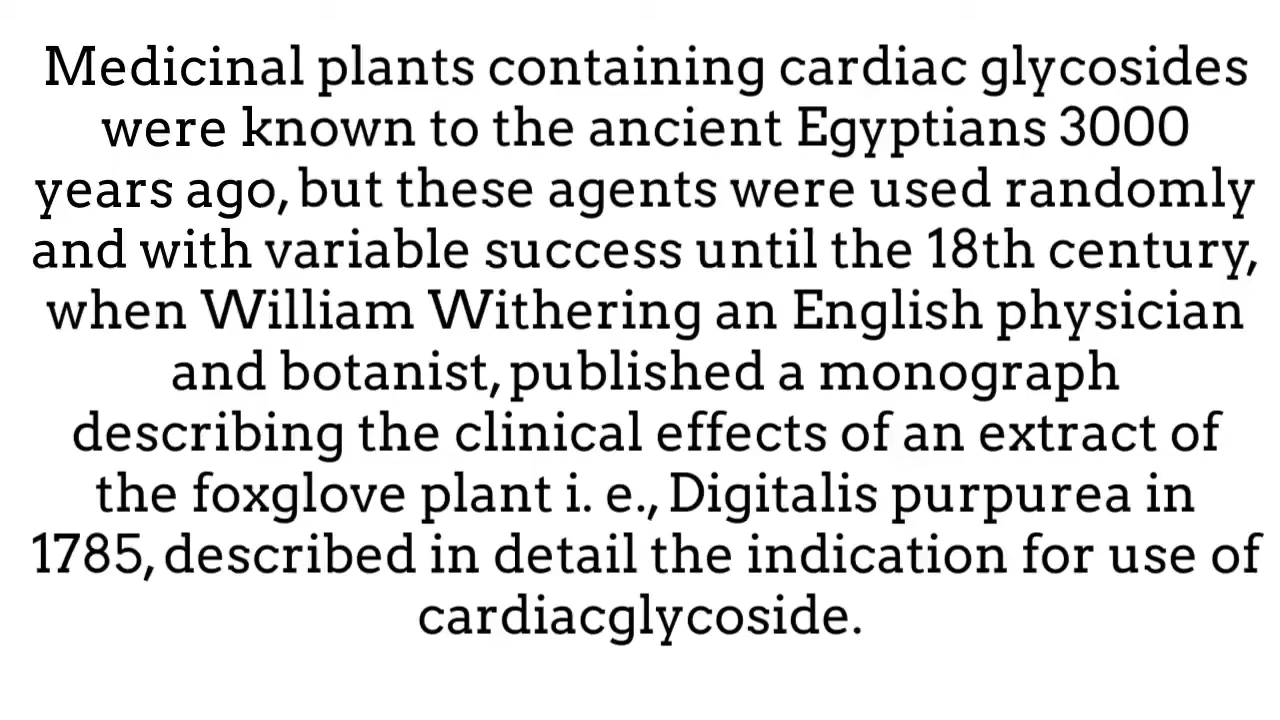 Medicinal plants containing cardiac glycosides
were known to the ancient Egyptians 3000
years ago, but these agents were used randomly
and with variable success until the 18th century,
when William Withering an English physician
and botanist, published a monograph
describing the clinical effects of an extract of
the foxglove plant i. e., Digitalis purpurea in
1785, described in detail the indication for use of
cardiacglycoside.